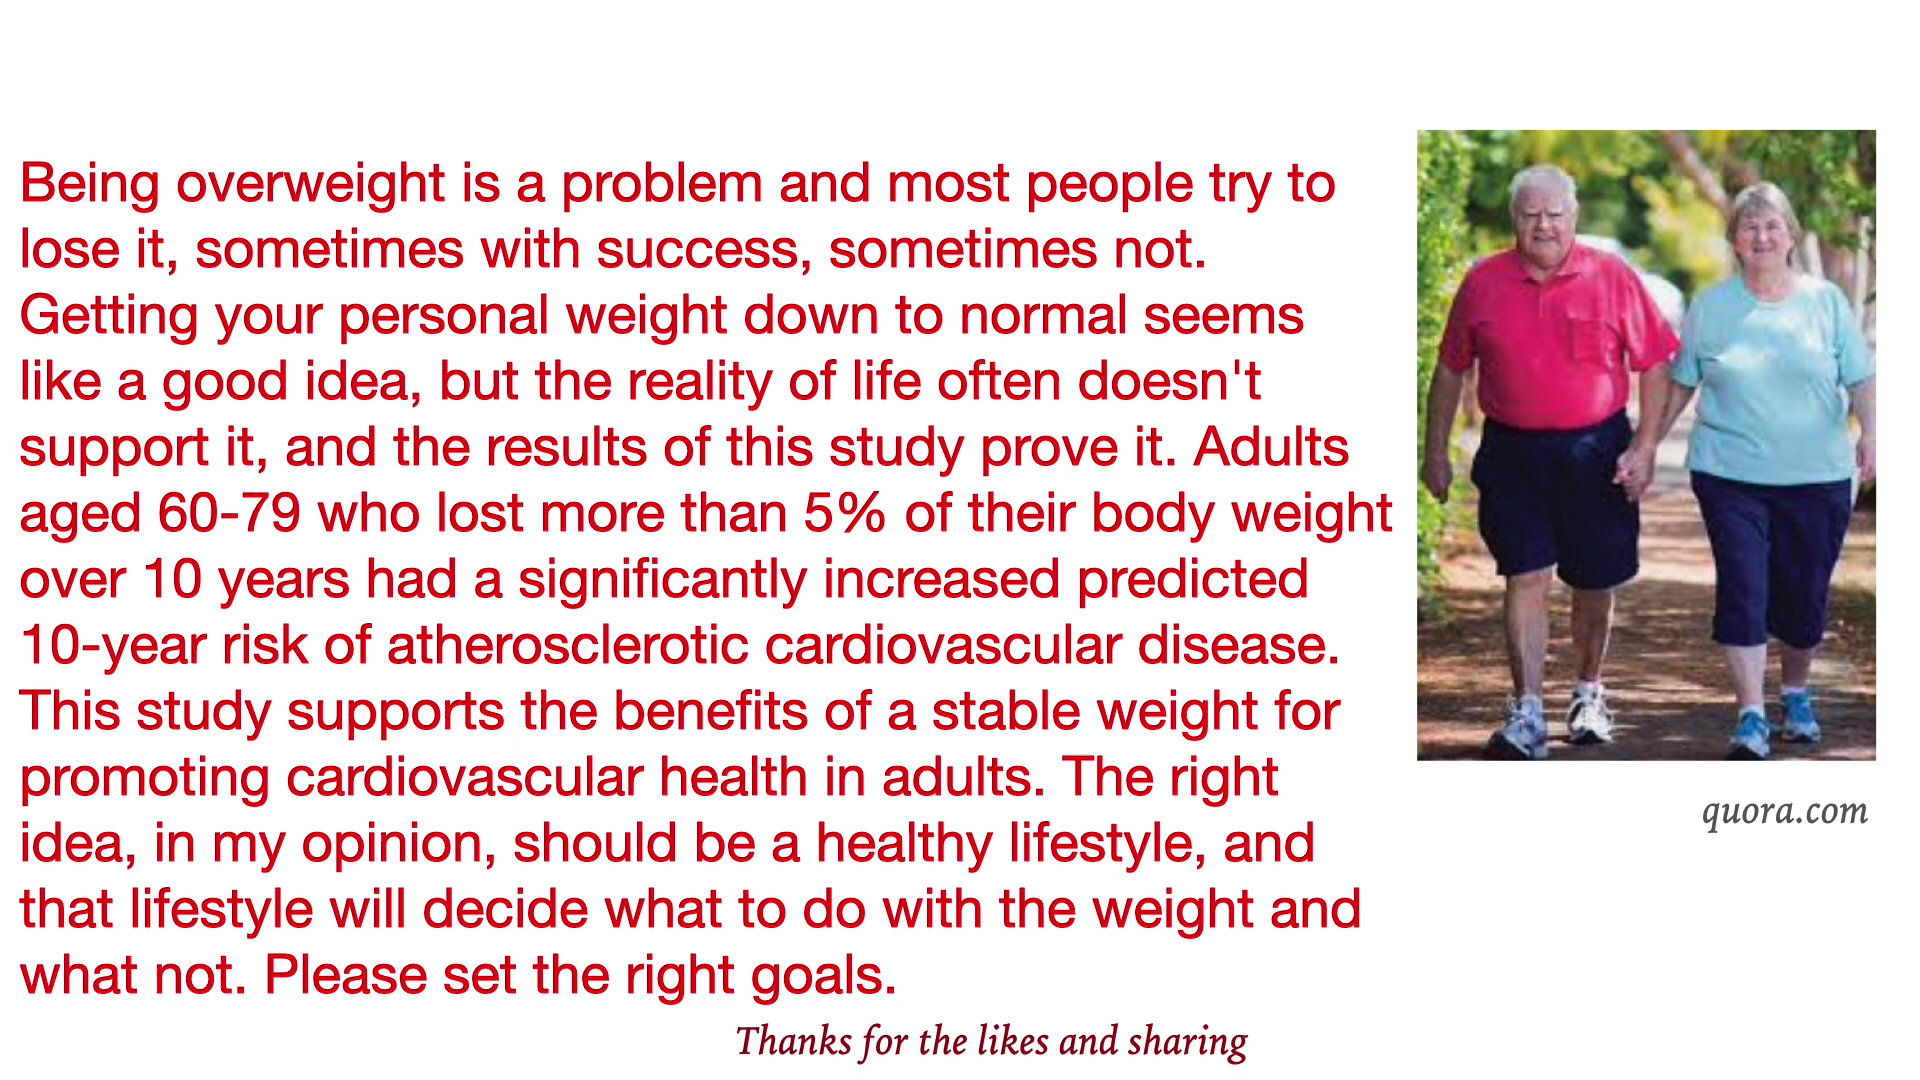 Being overweight is a problem and most people try to
lose it, sometimes with success, sometimes not.
Getting your personal weight down to normal seems
like a good idea, but the reality of life often doesn't
support it, and the results of this study prove it. Adults
aged 60-79 who lost more than 5% of their body weight
over 10 years had a significantly increased predicted
10-year risk of atherosclerotic cardiovascular disease.
This study supports the benefits of a stable weight for
promoting cardiovascular health in adults. The right
idea, in my opinion, should be a healthy lifestyle, and
that lifestyle will decide what to do with the weight and
what not. Please set the right goals.
quora.com
Thanks for the likes and sharing